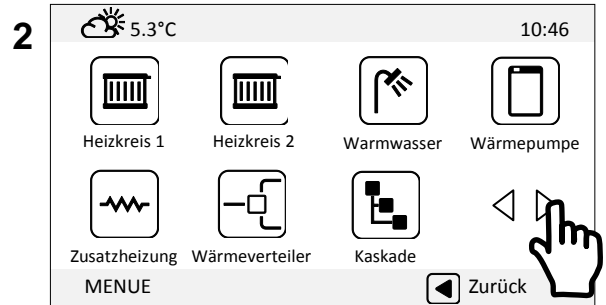 2
5.3°C 10:46
Heizkreis 1 Heizkreis 2 Warmwasser Wärmepumpe
Zusatzheizung Wärmeverteiler Kaskade
MENUE Zurück